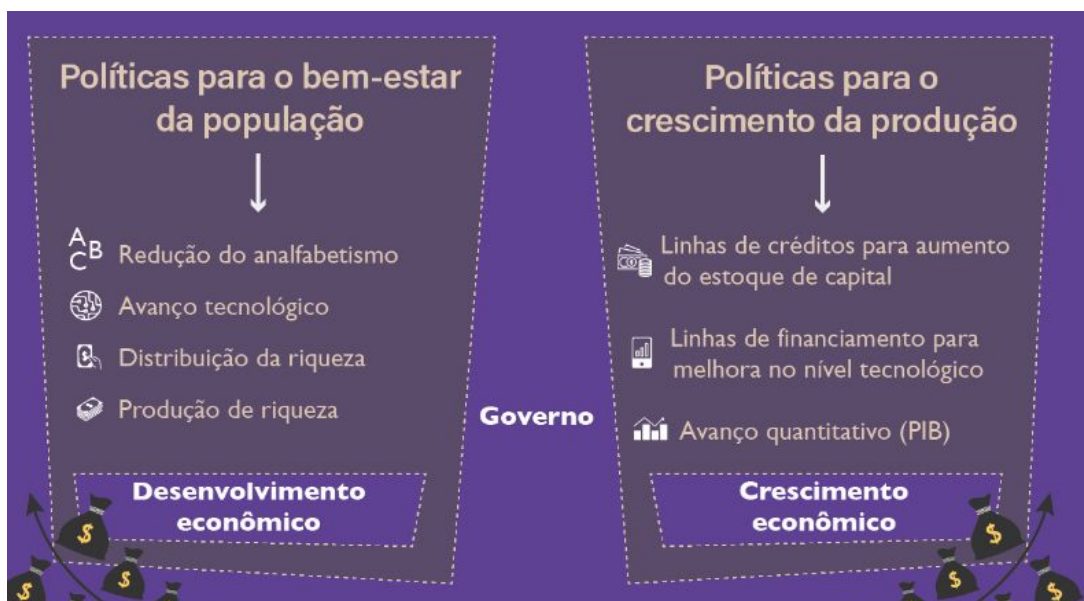 Políticas para o bem-estar
da população
A
B
C
Redução do analfabetismo
Avanço tecnológico
Distribuição da riqueza
Produção de riqueza
Desenvolvimento
econômico
Governo
Políticas para o
crescimento da produção
Linhas de créditos para aumento
do estoque de capital
Linhas de financiamento para
melhora no nível tecnológico
Avanço quantitativo (PIB)
Crescimento
econômico
$
$
$
$
$
$